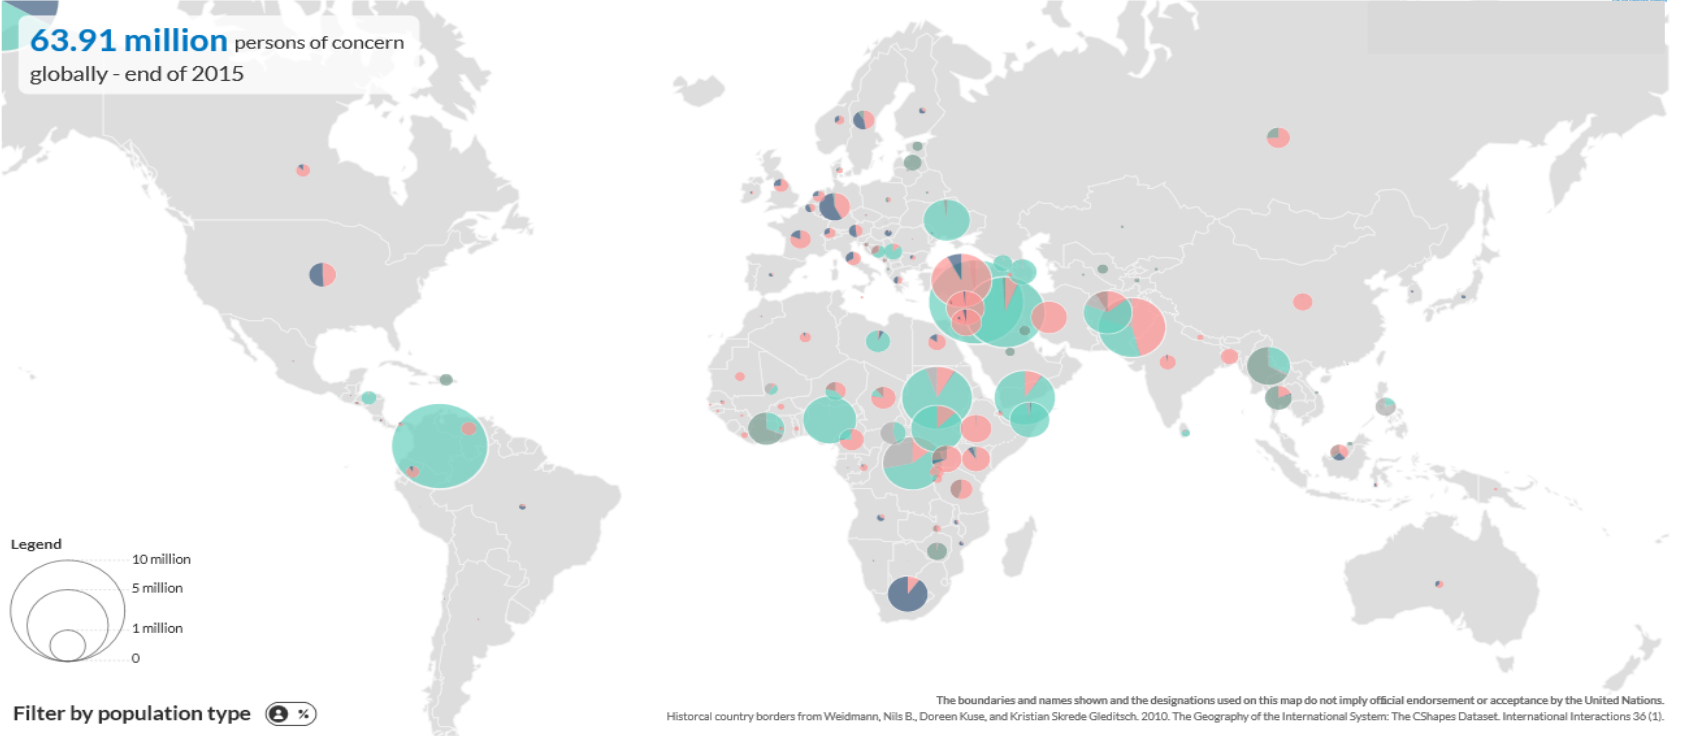 63.91 million persons of concern
globally - end of 2015
Legend
10 million
5 million
1 million
0
Filter by population type %
The boundaries and names shown and the designations used on this map do not imply official endorsement or acceptance by the United Nations.
Historcal country borders from Weidmann, Nils B., Doreen Kuse, and Kristian Skrede Gleditsch. 2010. The Geography of the International System: The CShapes Dataset. International Interactions 36 (1).